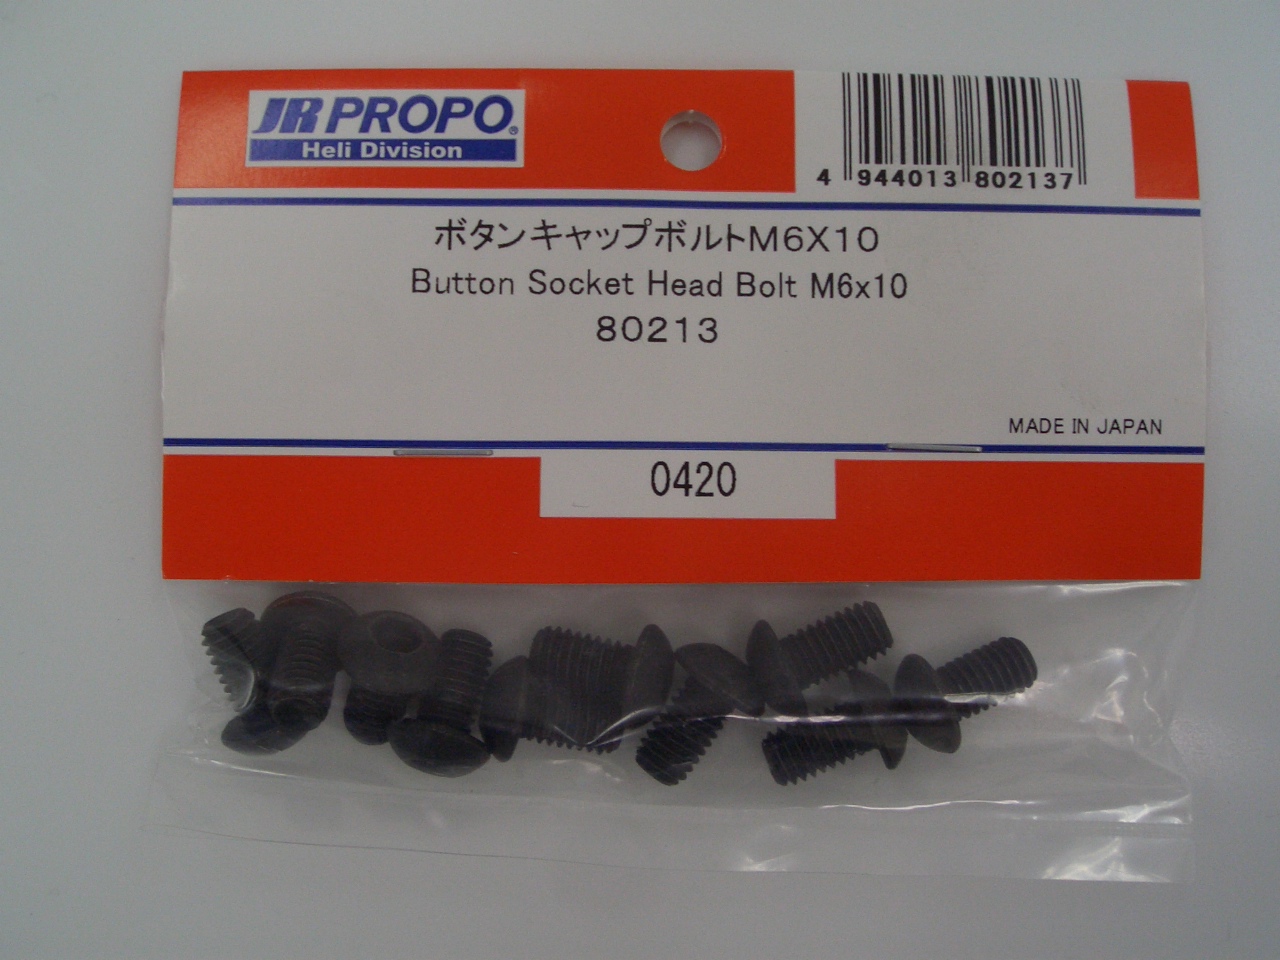 JR PROPO®
Heli Division
4 944013 802137
ボタンキャップボルトM6X10
Button Socket Head Bolt M6x10
80213
MADE IN JAPAN
0420